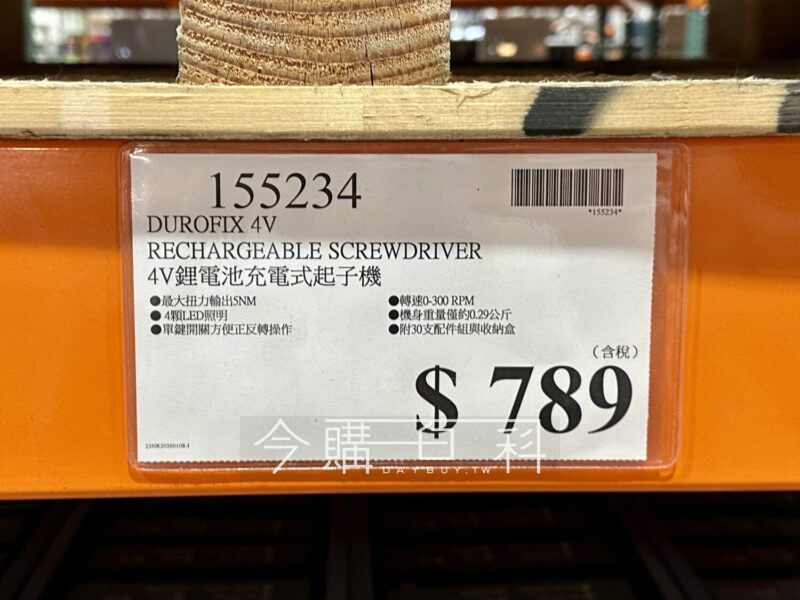 155234
*155234*
DUROFIX 4V
RECHARGEABLE SCREWDRIVER
4V鋰電池充電式起子機
●最大扭力輸出5NM
●4顆LED照明
●單鍵開關方便正反轉操作
●轉速0-300 RPM
●機身重量僅約0.29公斤
●附30支配件組與收納盒
(含稅)
$ 789
今購百科
DAYBUY.TW
23NR20260108-1